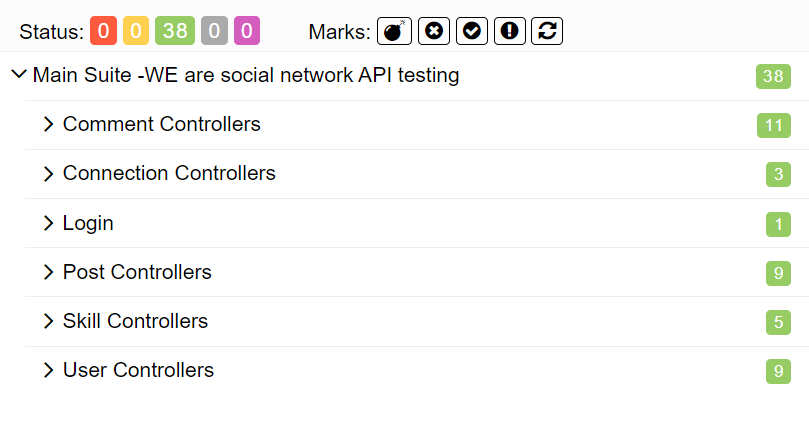 Status: 0 0 38 0 0 Marks:
Main Suite -WE are social network API testing 38
Comment Controllers 11
Connection Controllers 3
Login 1
Post Controllers 9
Skill Controllers 5
User Controllers 9